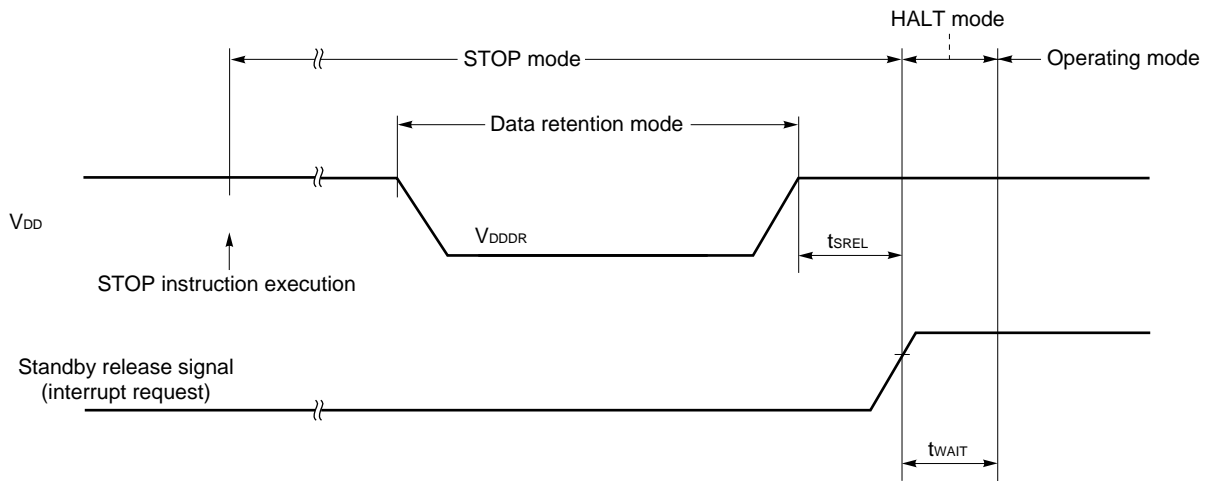 HALT mode
STOP mode
Operating mode
Data retention mode
VDD
VDDDR
tSREL
STOP instruction execution
Standby release signal
(interrupt request)
tWAIT